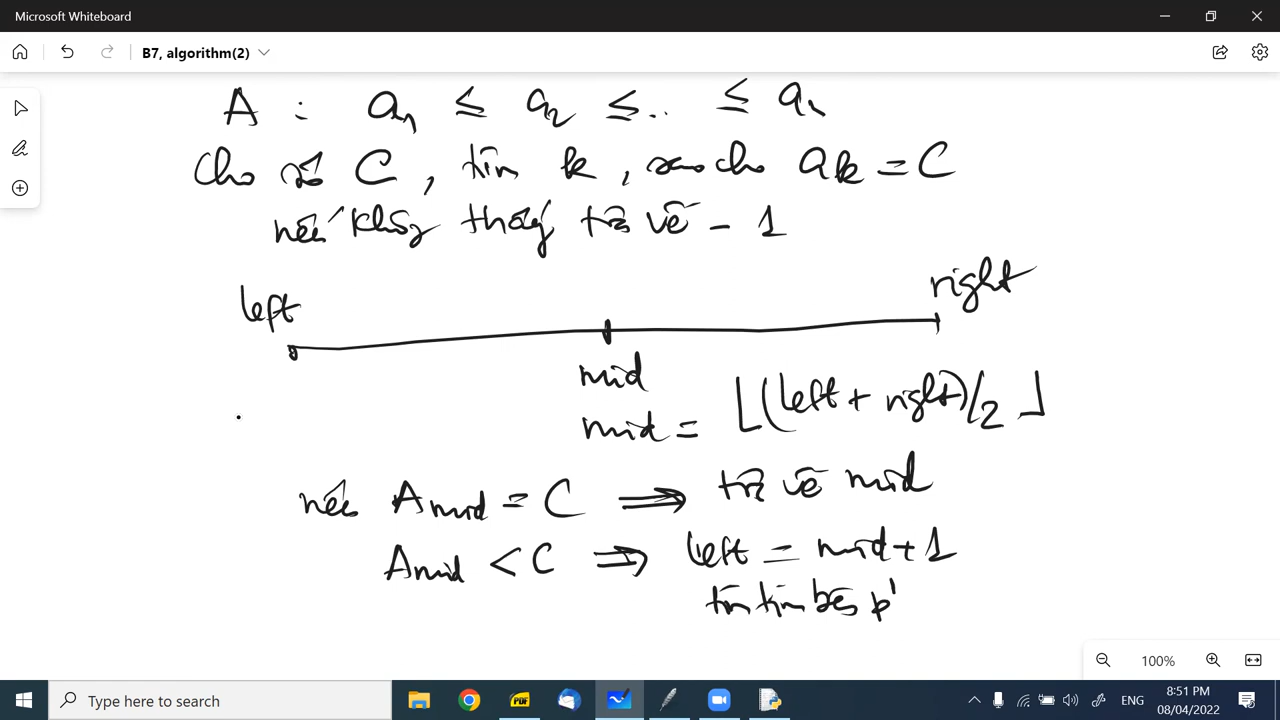 Microsoft Whiteboard
B7, algorithm(2)
A : a₁ ≤ a₂ ≤ .. ≤ aₙ
Cho số C, tìm k, sao cho aₖ = C
nếu không thấy trả về -1
left
right
mid
mid = ⌊(left + right)/2⌋
nếu Amid = C ⟹ trả về mid
Amid < C ⟹ left = mid + 1
tìm kiếm bên p'
100%
Type here to search
ENG
8:51 PM
08/04/2022